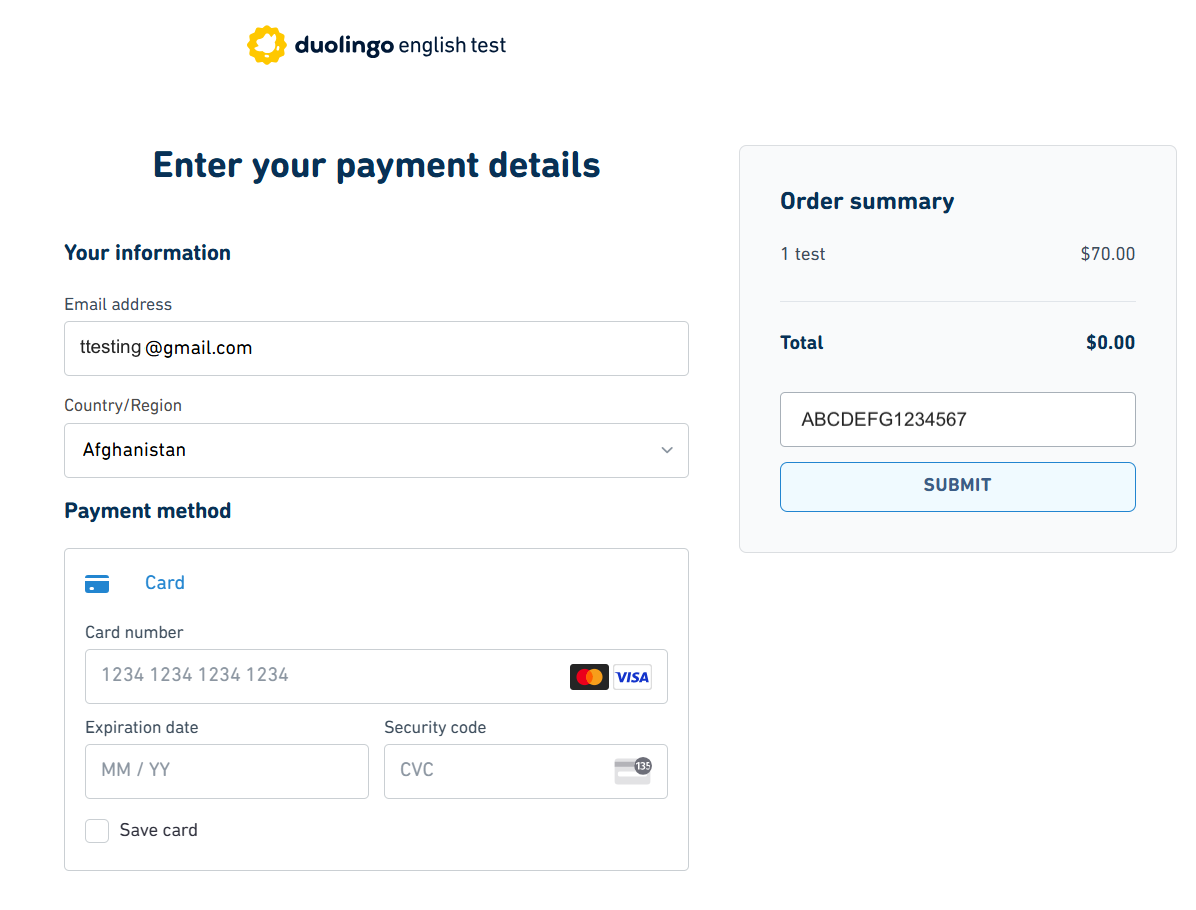 duolingo english test
Enter your payment details
Your information
Email address
ttesting @gmail.com
Country/Region
Afghanistan
Payment method
Card
Card number
1234 1234 1234 1234
VISA
Expiration date
Security code
MM / YY
CVC
135
Save card
Order summary
1 test $70.00
Total $0.00
ABCDEFG1234567
SUBMIT